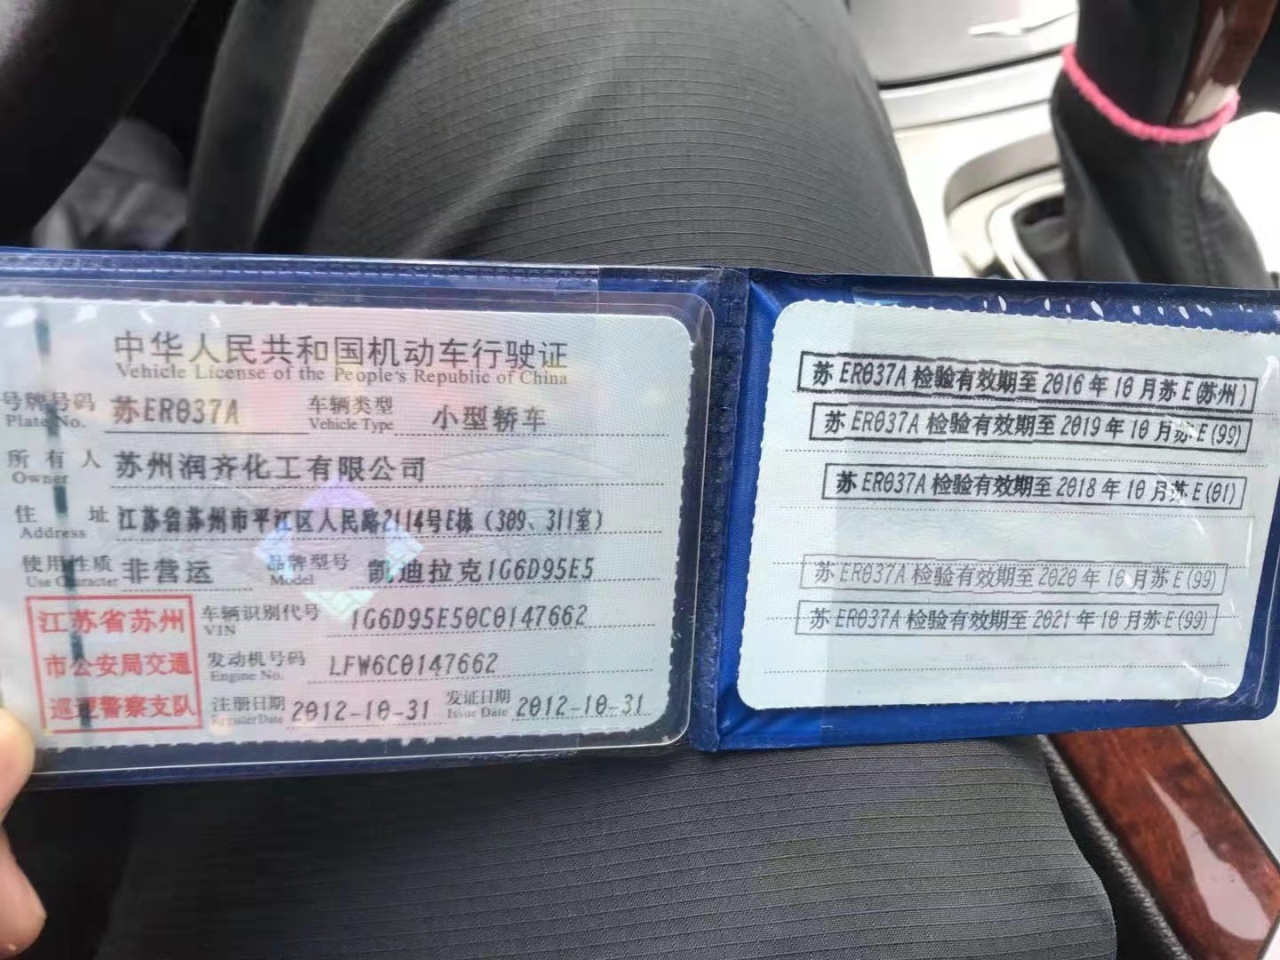 中华人民共和国机动车行驶证
Vehicle License of the People's Republic of China
号牌号码 苏ER037A 车辆类型 小型轿车
Plate No. Vehicle Type
所有人 苏州润齐化工有限公司
Owner
住址 江苏省苏州市平江区人民路2114号E栋（309、311室）
Address
使用性质 非营运 品牌型号 凯迪拉克1G6D95E5
Use Character Model
江苏省苏州
市公安局交通
巡逻警察支队
车辆识别代号 1G6D95E50C0147662
VIN
发动机号码 LFW6C0147662
Engine No.
注册日期 2012-10-31 发证日期 2012-10-31
Register Date Issue Date
苏ER037A检验有效期至2016年10月苏E(苏州)
苏ER037A检验有效期至2019年10月苏E(99)
苏ER037A检验有效期至2018年10月苏E(01)
苏ER037A检验有效期至2020年10月苏E(99)
苏ER037A检验有效期至2021年10月苏E(99)